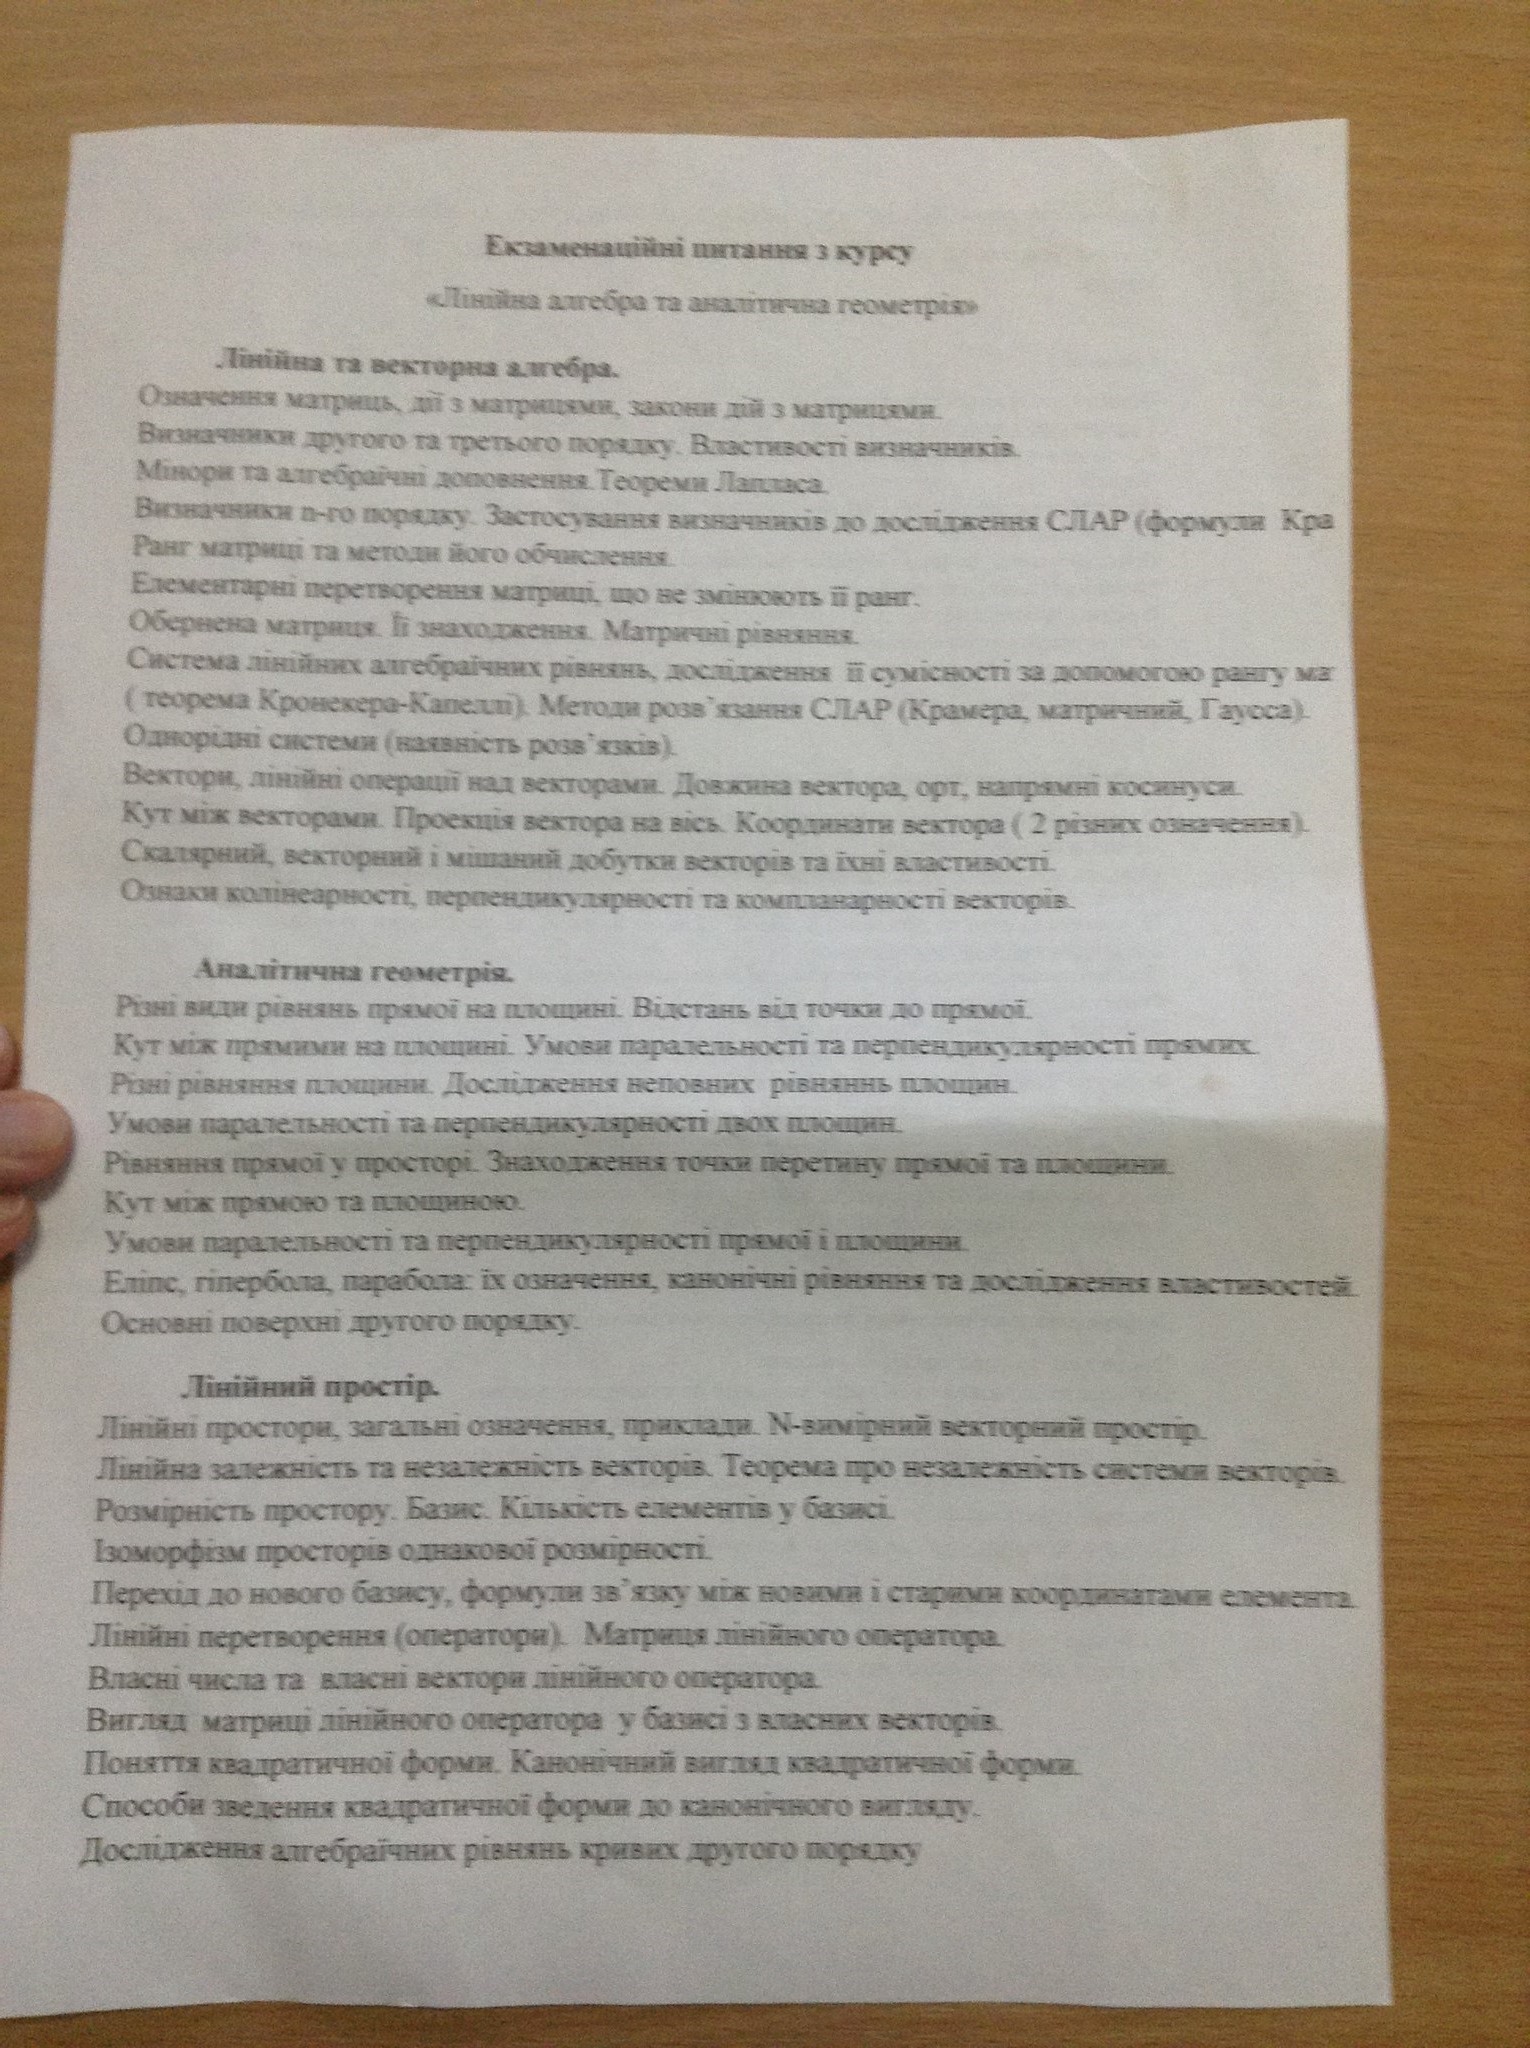 Екзаменаційні питання з курсу
«Лінійна алгебра та аналітична геометрія»
Лінійна та векторна алгебра.
Означення матриць, дії з матрицями, закони дій з матрицями.
Визначники другого та третього порядку. Властивості визначників.
Мінори та алгебраїчні доповнення.Теореми Лапласа.
Визначники n-го порядку. Застосування визначників до дослідження СЛАР (формули Кра
Ранг матриці та методи його обчислення.
Елементарні перетворення матриці, що не змінюють її ранг.
Обернена матриця. Її знаходження. Матричні рівняння.
Система лінійних алгебраїчних рівнянь, дослідження її сумісності за допомогою рангу ма
( теорема Кронекера-Капеллі). Методи розв’язання СЛАР (Крамера, матричний, Гаусса).
Однорідні системи (наявність розв’язків).
Вектори, лінійні операції над векторами. Довжина вектора, орт, напрямні косинуси.
Кут між векторами. Проекція вектора на вісь. Координати вектора ( 2 різних означення).
Скалярний, векторний і мішаний добутки векторів та їхні властивості.
Ознаки колінеарності, перпендикулярності та компланарності векторів.
Аналітична геометрія.
Різні види рівнянь прямої на площині. Відстань від точки до прямої.
Кут між прямими на площині. Умови паралельності та перпендикулярності прямих.
Різні рівняння площини. Дослідження неповних рівняннь площин.
Умови паралельності та перпендикулярності двох площин.
Рівняння прямої у просторі. Знаходження точки перетину прямої та площини.
Кут між прямою та площиною.
Умови паралельності та перпендикулярності прямої і площини.
Еліпс, гіпербола, парабола: їх означення, канонічні рівняння та дослідження властивостей.
Основні поверхні другого порядку.
Лінійний простір.
Лінійні простори, загальні означення, приклади. N-вимірний векторний простір.
Лінійна залежність та незалежність векторів. Теорема про незалежність системи векторів.
Розмірність простору. Базис. Кількість елементів у базисі.
Ізоморфізм просторів однакової розмірності.
Перехід до нового базису, формули зв’язку між новими і старими координатами елемента.
Лінійні перетворення (оператори). Матриця лінійного оператора.
Власні числа та власні вектори лінійного оператора.
Вигляд матриці лінійного оператора у базисі з власних векторів.
Поняття квадратичної форми. Канонічний вигляд квадратичної форми.
Способи зведення квадратичної форми до канонічного вигляду.
Дослідження алгебраїчних рівнянь кривих другого порядку